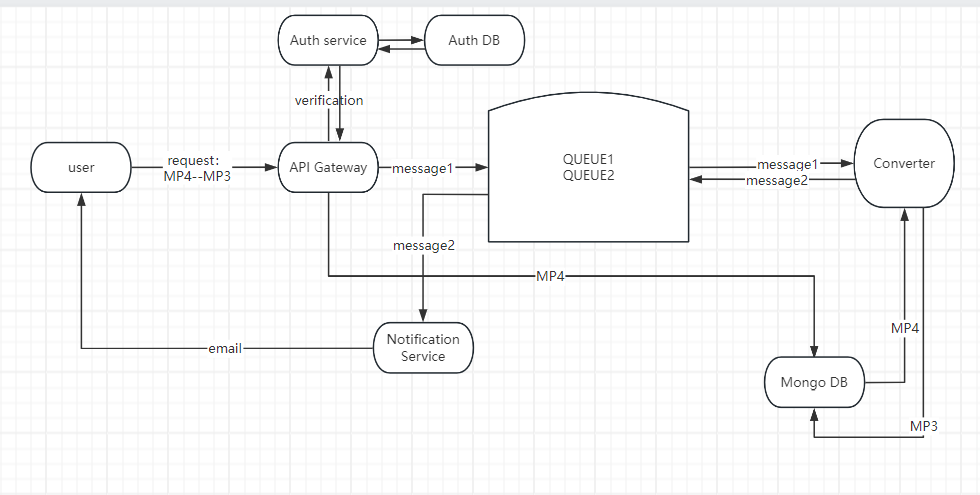 Auth service
Auth DB
verification
user
request:
MP4--MP3
API Gateway
message1
QUEUE1
QUEUE2
message1
message2
Converter
message2
MP4
Notification
Service
email
MP4
Mongo DB
MP3